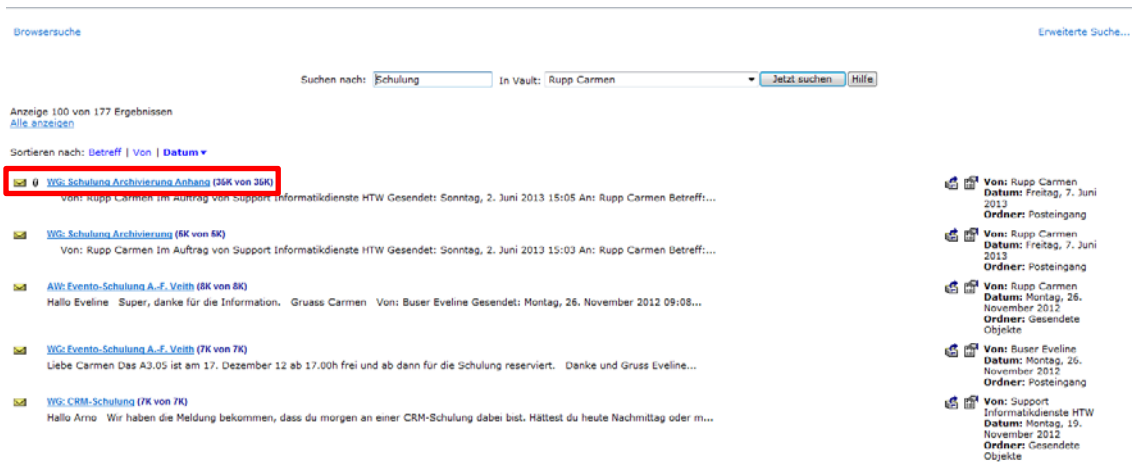 Browsersuche
Erweiterte Suche...
Suchen nach: Schulung In Vault: Rupp Carmen Jetzt suchen Hilfe
Anzeige 100 von 177 Ergebnissen
Alle anzeigen
Sortieren nach: Betreff | Von | Datum
WG: Schulung Archivierung Anhang (35K von 35K)
Von: Rupp Carmen Im Auftrag von Support Informatikdienste HTW Gesendet: Sonntag, 2. Juni 2013 15:05 An: Rupp Carmen Betreff:...
Von: Rupp Carmen
Datum: Freitag, 7. Juni
2013
Ordner: Posteingang
WG: Schulung Archivierung (5K von 5K)
Von: Rupp Carmen Im Auftrag von Support Informatikdienste HTW Gesendet: Sonntag, 2. Juni 2013 15:03 An: Rupp Carmen Betreff:...
Von: Rupp Carmen
Datum: Freitag, 7. Juni
2013
Ordner: Posteingang
AW: Evento-Schulung A.-F. Veith (8K von 8K)
Hallo Eveline Super, danke für die Information. Gruass Carmen Von: Buser Eveline Gesendet: Montag, 26. November 2012 09:08...
Von: Rupp Carmen
Datum: Montag, 26.
November 2012
Ordner: Gesendete
Objekte
WG: Evento-Schulung A.-F. Veith (7K von 7K)
Liebe Carmen Das A3.05 ist am 17. Dezember 12 ab 17.00h frei und ab dann für die Schulung reserviert. Danke und Gruss Eveline...
Von: Buser Eveline
Datum: Montag, 26.
November 2012
Ordner: Posteingang
WG: CRM-Schulung (7K von 7K)
Hallo Arno Wir haben die Meldung bekommen, dass du morgen an einer CRM-Schulung dabei bist. Hättest du heute Nachmittag oder m...
Von: Support
Informatikdienste HTW
Datum: Montag, 19.
November 2012
Ordner: Gesendete
Objekte